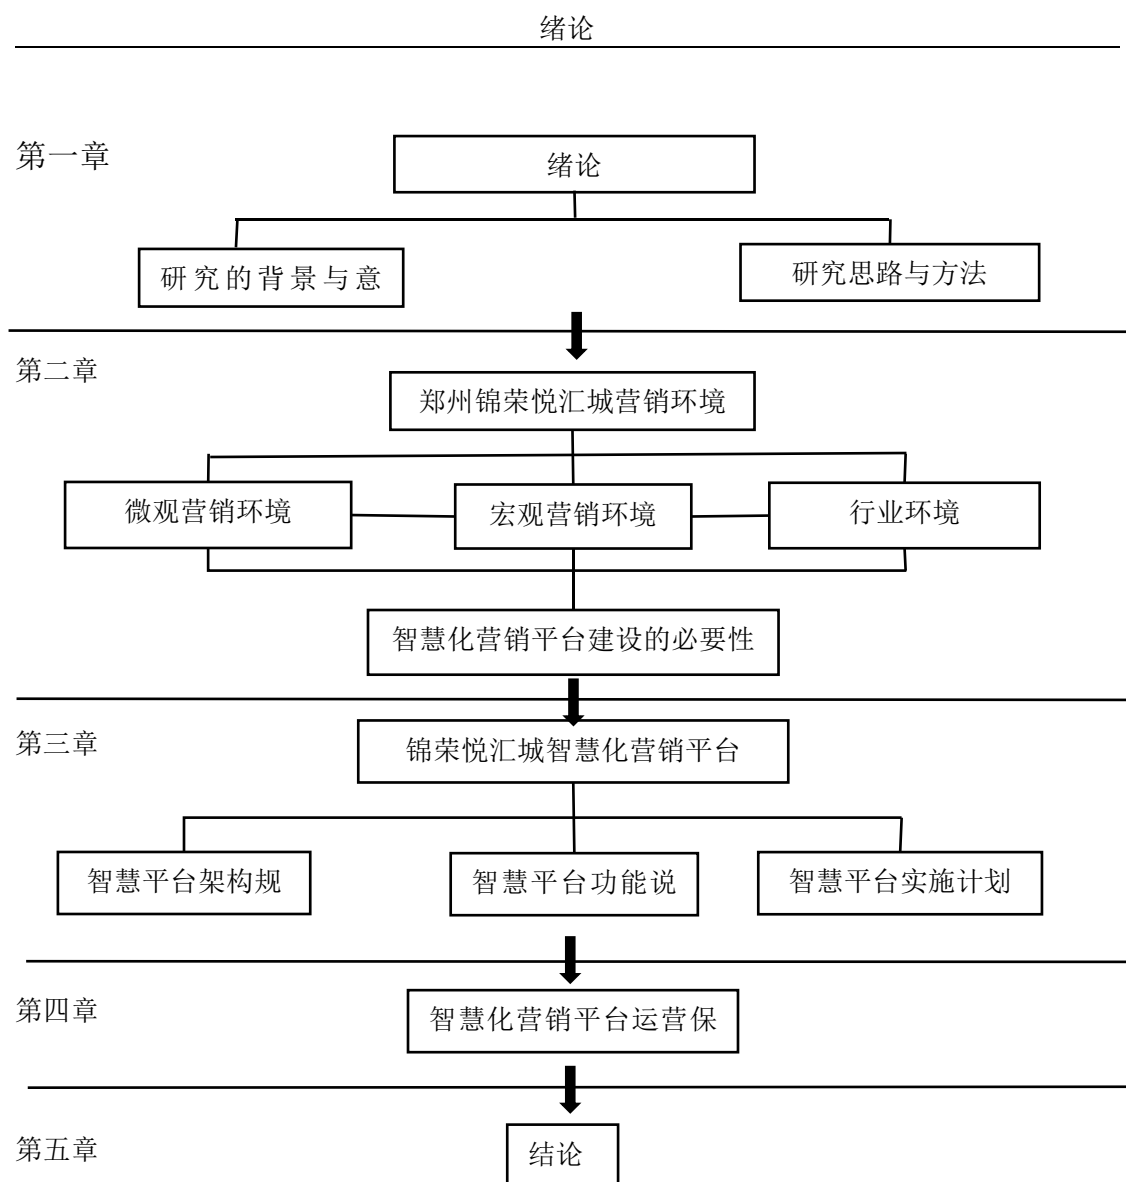 绪论
第一章
绪论
研究的背景与意
研究思路与方法
第二章
郑州锦荣悦汇城营销环境
微观营销环境
宏观营销环境
行业环境
智慧化营销平台建设的必要性
第三章
锦荣悦汇城智慧化营销平台
智慧平台架构规
智慧平台功能说
智慧平台实施计划
第四章
智慧化营销平台运营保
第五章
结论